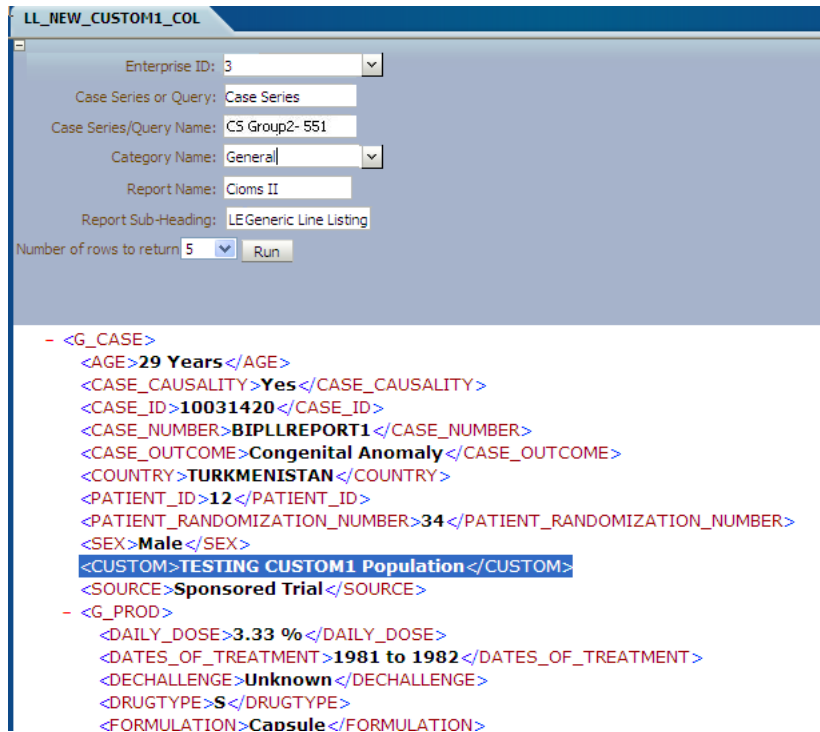 LL_NEW_CUSTOM1_COL
Enterprise ID: 3
Case Series or Query: Case Series
Case Series/Query Name: CS Group2- 551
Category Name: General
Report Name: Cioms II
Report Sub-Heading: LEGeneric Line Listing
Number of rows to return 5 Run
- <G_CASE>
<AGE>29 Years</AGE>
<CASE_CAUSALITY>Yes</CASE_CAUSALITY>
<CASE_ID>10031420</CASE_ID>
<CASE_NUMBER>BIPLLREPORT1</CASE_NUMBER>
<CASE_OUTCOME>Congenital Anomaly</CASE_OUTCOME>
<COUNTRY>TURKMENISTAN</COUNTRY>
<PATIENT_ID>12</PATIENT_ID>
<PATIENT_RANDOMIZATION_NUMBER>34</PATIENT_RANDOMIZATION_NUMBER>
<SEX>Male</SEX>
<CUSTOM>TESTING CUSTOM1 Population</CUSTOM>
<SOURCE>Sponsored Trial</SOURCE>
- <G_PROD>
<DAILY_DOSE>3.33 %</DAILY_DOSE>
<DATES_OF_TREATMENT>1981 to 1982</DATES_OF_TREATMENT>
<DECHALLENGE>Unknown</DECHALLENGE>
<DRUGTYPE>S</DRUGTYPE>
<FORMULATION>Capsule</FORMULATION>